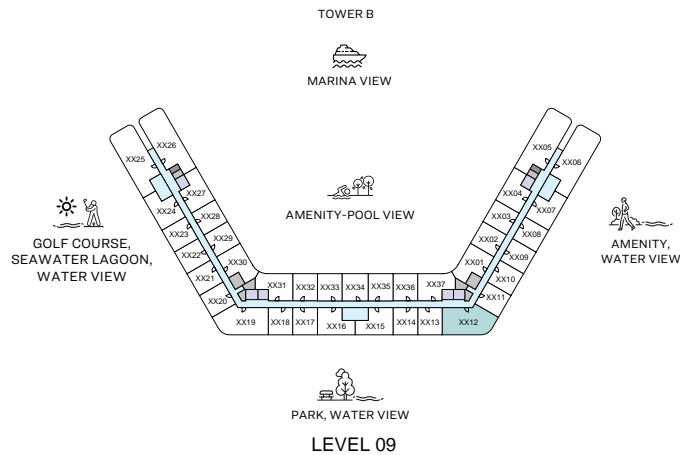 TOWER B
MARINA VIEW
XX26
XX25
XX27
XX24
XX28
XX23
XX29
XX22
XX30
XX21
XX20
XX19
XX31
XX32
XX33
XX34
XX35
XX36
XX37
XX18
XX17
XX16
XX15
XX14
XX13
XX12
XX05
XX06
XX04
XX07
XX03
XX08
XX02
XX09
XX01
XX10
XX11
AMENITY-POOL VIEW
GOLF COURSE,
SEAWATER LAGOON,
WATER VIEW
AMENITY,
WATER VIEW
PARK, WATER VIEW
LEVEL 09